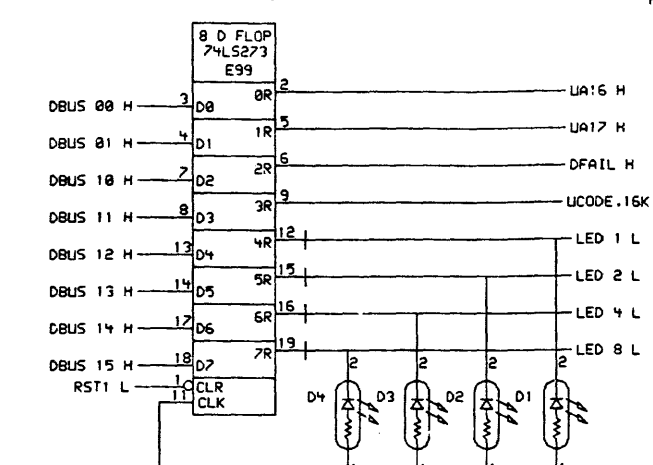 8 D FLOP
74LS273
E99
DBUS 00 H 3 D0 0R 2 UA16 H
DBUS 01 H 4 D1 1R 5 UA17 H
DBUS 10 H 7 D2 2R 6 DFAIL H
DBUS 11 H 8 D3 3R 9 UCODE.16K
DBUS 12 H 13 D4 4R 12 LED 1 L
DBUS 13 H 14 D5 5R 15 LED 2 L
DBUS 14 H 17 D6 6R 16 LED 4 L
DBUS 15 H 18 D7 7R 19 LED 8 L
RST1 L 1 CLR
11 CLK
2 2 2 2
D4 D3 D2 D1